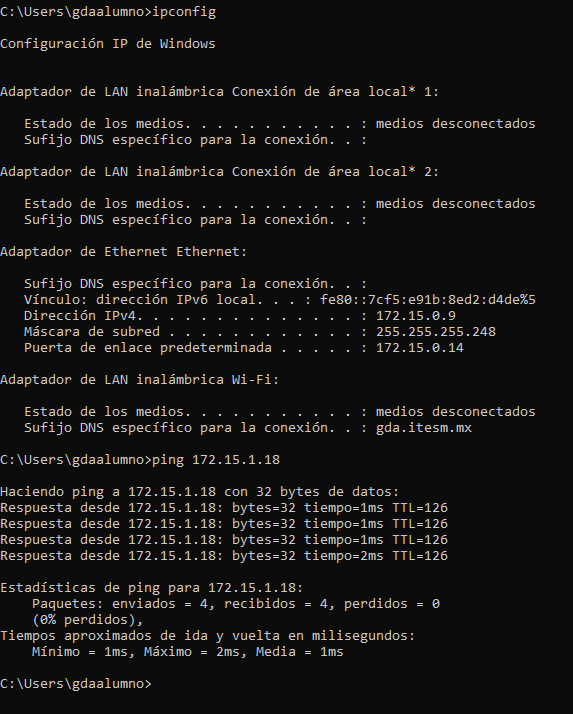 C:\Users\gdaalumno>ipconfig
Configuración IP de Windows
Adaptador de LAN inalámbrica Conexión de área local* 1:
Estado de los medios. . . . . . . . . . . : medios desconectados
Sufijo DNS específico para la conexión. . :
Adaptador de LAN inalámbrica Conexión de área local* 2:
Estado de los medios. . . . . . . . . . . : medios desconectados
Sufijo DNS específico para la conexión. . :
Adaptador de Ethernet Ethernet:
Sufijo DNS específico para la conexión. . :
Vínculo: dirección IPv6 local. . . : fe80::7cf5:e91b:8ed2:d4de%5
Dirección IPv4. . . . . . . . . . . . . . : 172.15.0.9
Máscara de subred . . . . . . . . . . . . : 255.255.255.248
Puerta de enlace predeterminada . . . . . : 172.15.0.14
Adaptador de LAN inalámbrica Wi-Fi:
Estado de los medios. . . . . . . . . . . : medios desconectados
Sufijo DNS específico para la conexión. . : gda.itesm.mx
C:\Users\gdaalumno>ping 172.15.1.18
Haciendo ping a 172.15.1.18 con 32 bytes de datos:
Respuesta desde 172.15.1.18: bytes=32 tiempo=1ms TTL=126
Respuesta desde 172.15.1.18: bytes=32 tiempo=1ms TTL=126
Respuesta desde 172.15.1.18: bytes=32 tiempo=1ms TTL=126
Respuesta desde 172.15.1.18: bytes=32 tiempo=2ms TTL=126
Estadísticas de ping para 172.15.1.18:
Paquetes: enviados = 4, recibidos = 4, perdidos = 0
(0% perdidos),
Tiempos aproximados de ida y vuelta en milisegundos:
Mínimo = 1ms, Máximo = 2ms, Media = 1ms
C:\Users\gdaalumno>